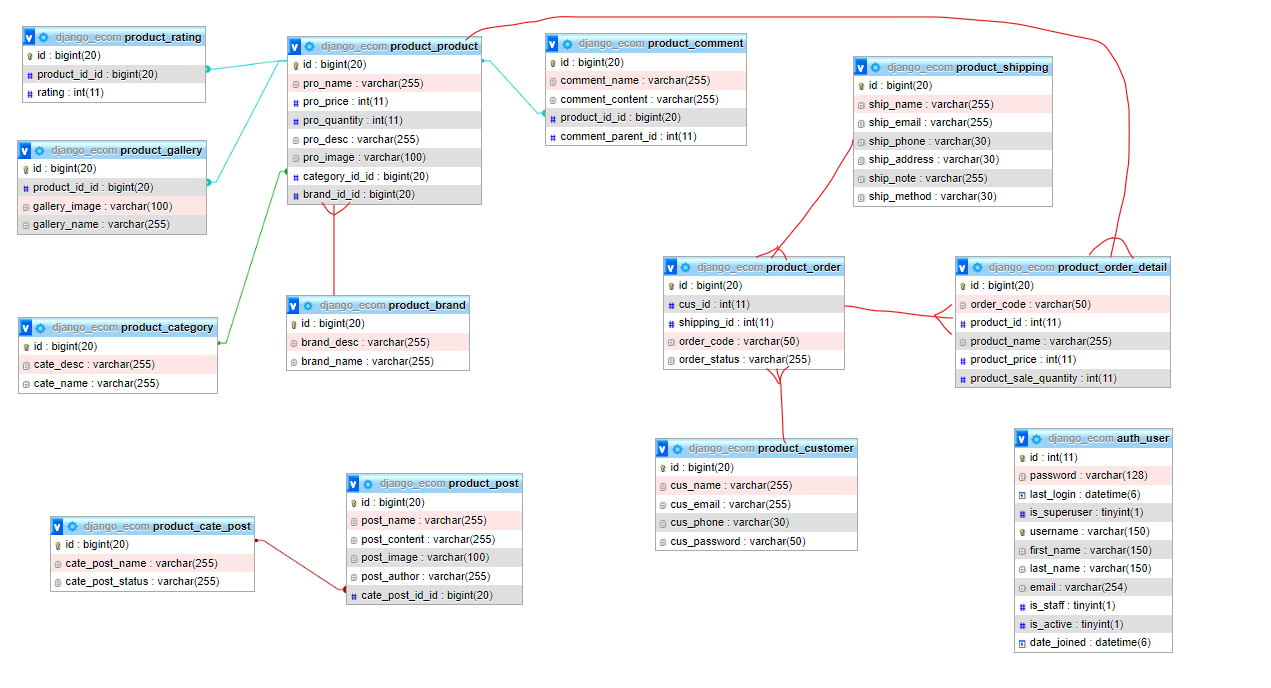 django_ecom product_rating
id : bigint(20)
product_id_id : bigint(20)
rating : int(11)
django_ecom product_product
id : bigint(20)
pro_name : varchar(255)
pro_price : int(11)
pro_quantity : int(11)
pro_desc : varchar(255)
pro_image : varchar(100)
category_id_id : bigint(20)
brand_id_id : bigint(20)
django_ecom product_comment
id : bigint(20)
comment_name : varchar(255)
comment_content : varchar(255)
product_id_id : bigint(20)
comment_parent_id : int(11)
django_ecom product_shipping
id : bigint(20)
ship_name : varchar(255)
ship_email : varchar(255)
ship_phone : varchar(30)
ship_address : varchar(30)
ship_note : varchar(255)
ship_method : varchar(30)
django_ecom product_gallery
id : bigint(20)
product_id_id : bigint(20)
gallery_image : varchar(100)
gallery_name : varchar(255)
django_ecom product_order
id : bigint(20)
cus_id : int(11)
shipping_id : int(11)
order_code : varchar(50)
order_status : varchar(255)
django_ecom product_order_detail
id : bigint(20)
order_code : varchar(50)
product_id : int(11)
product_name : varchar(255)
product_price : int(11)
product_sale_quantity : int(11)
django_ecom product_category
id : bigint(20)
cate_desc : varchar(255)
cate_name : varchar(255)
django_ecom product_brand
id : bigint(20)
brand_desc : varchar(255)
brand_name : varchar(255)
django_ecom product_customer
id : bigint(20)
cus_name : varchar(255)
cus_email : varchar(255)
cus_phone : varchar(30)
cus_password : varchar(50)
django_ecom auth_user
id : int(11)
password : varchar(128)
last_login : datetime(6)
is_superuser : tinyint(1)
username : varchar(150)
first_name : varchar(150)
last_name : varchar(150)
email : varchar(254)
is_staff : tinyint(1)
is_active : tinyint(1)
date_joined : datetime(6)
django_ecom product_cate_post
id : bigint(20)
cate_post_name : varchar(255)
cate_post_status : varchar(255)
django_ecom product_post
id : bigint(20)
post_name : varchar(255)
post_content : varchar(255)
post_image : varchar(100)
post_author : varchar(255)
cate_post_id_id : bigint(20)